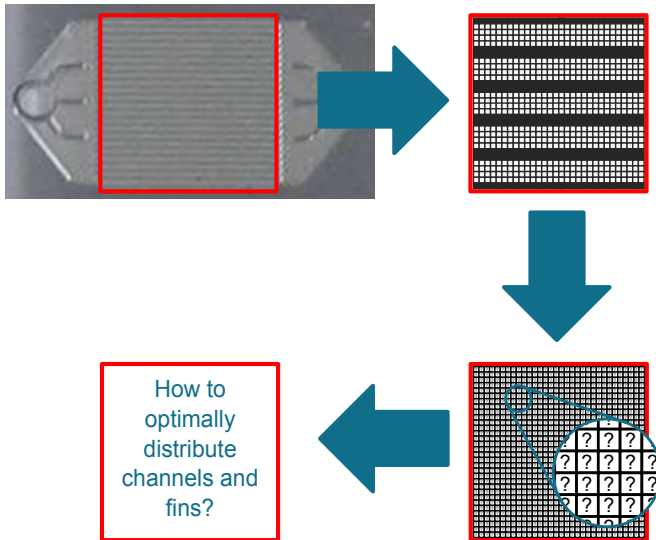 ? ? ? ? ?
? ? ? ? ?
? ? ? ? ?
? ? ? ?
How to
optimally
distribute
channels and
fins?